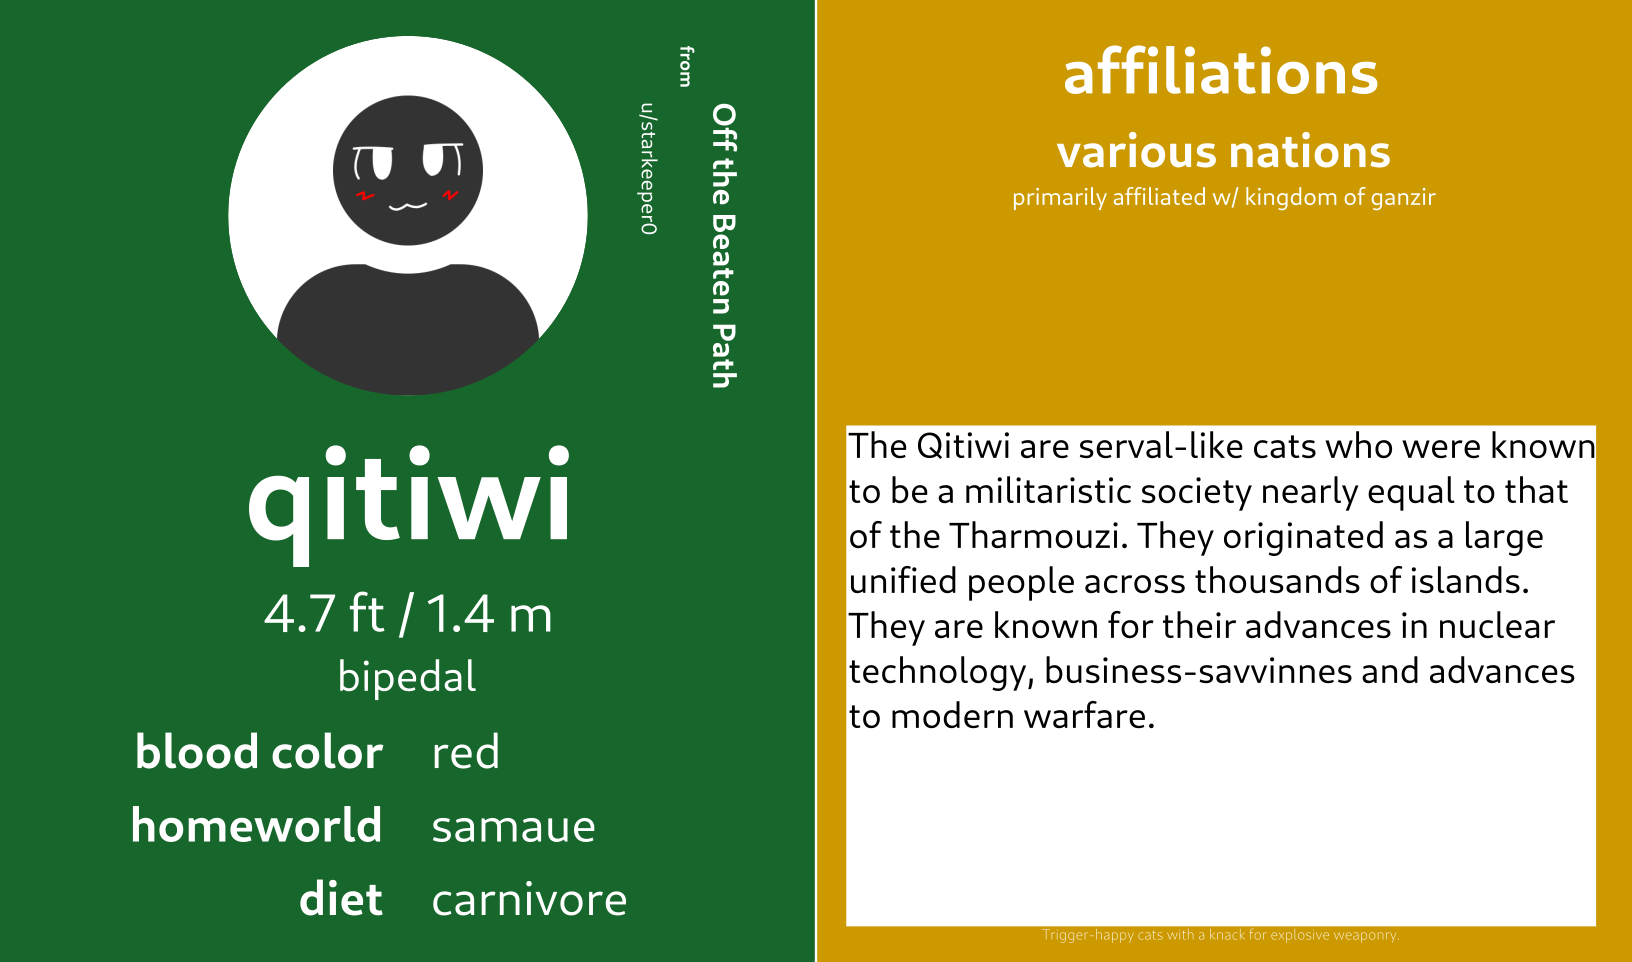 from
Off the Beaten Path
u/starkeeper0
qitiwi
4.7 ft / 1.4 m
bipedal
blood color red
homeworld samaue
diet carnivore
affiliations
various nations
primarily affiliated w/ kingdom of ganzir
The Qitiwi are serval-like cats who were known
to be a militaristic society nearly equal to that
of the Tharmouzi. They originated as a large
unified people across thousands of islands.
They are known for their advances in nuclear
technology, business-savvinnes and advances
to modern warfare.
Trigger-happy cats with a knack for explosive weaponry.